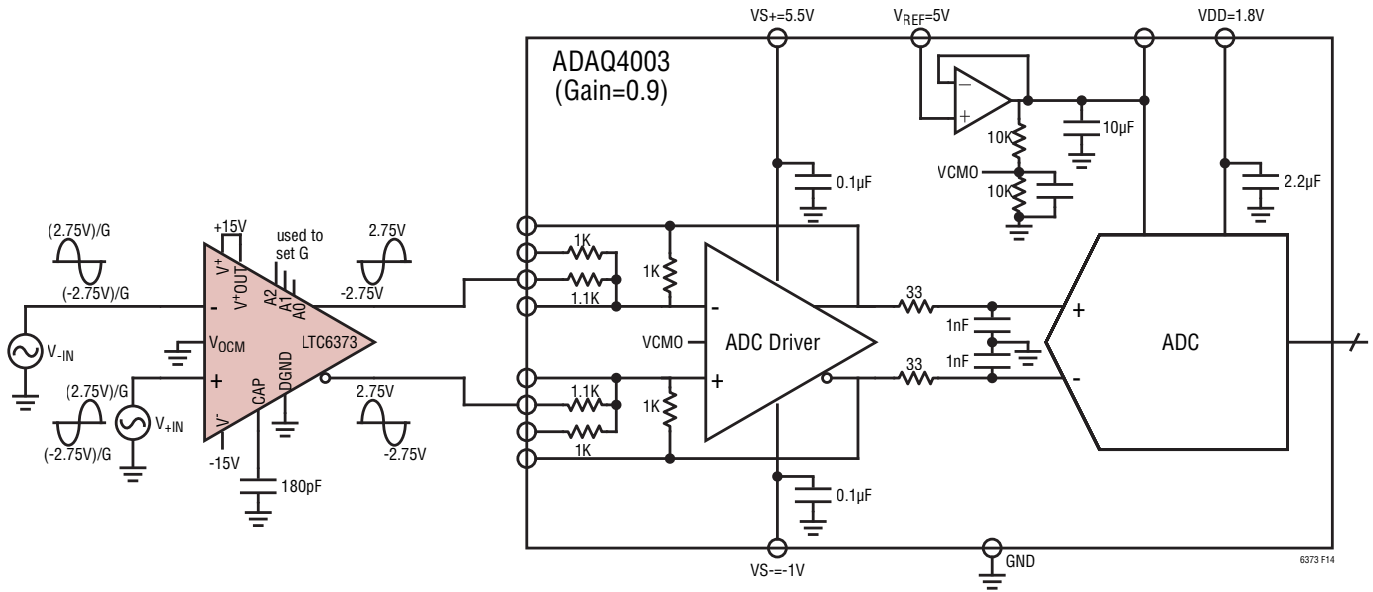 VS+=5.5V
VREF=5V
VDD=1.8V
ADAQ4003
(Gain=0.9)
10K
10µF
VCMO
10K
0.1µF
2.2µF
(2.75V)/G
(-2.75V)/G
+15V
used to
set G
2.75V
-2.75V
V+
V+OUT
A2
A1
A0
-
VOCM
LTC6373
+
CAP
DGND
V-
V-IN
(2.75V)/G
V+IN
(-2.75V)/G
-15V
180pF
2.75V
-2.75V
1K
1.1K
1K
-
VCMO
ADC Driver
+
1.1K
1K
1K
33
1nF
1nF
33
+
ADC
-
0.1µF
VS-=-1V
GND
6373 F14